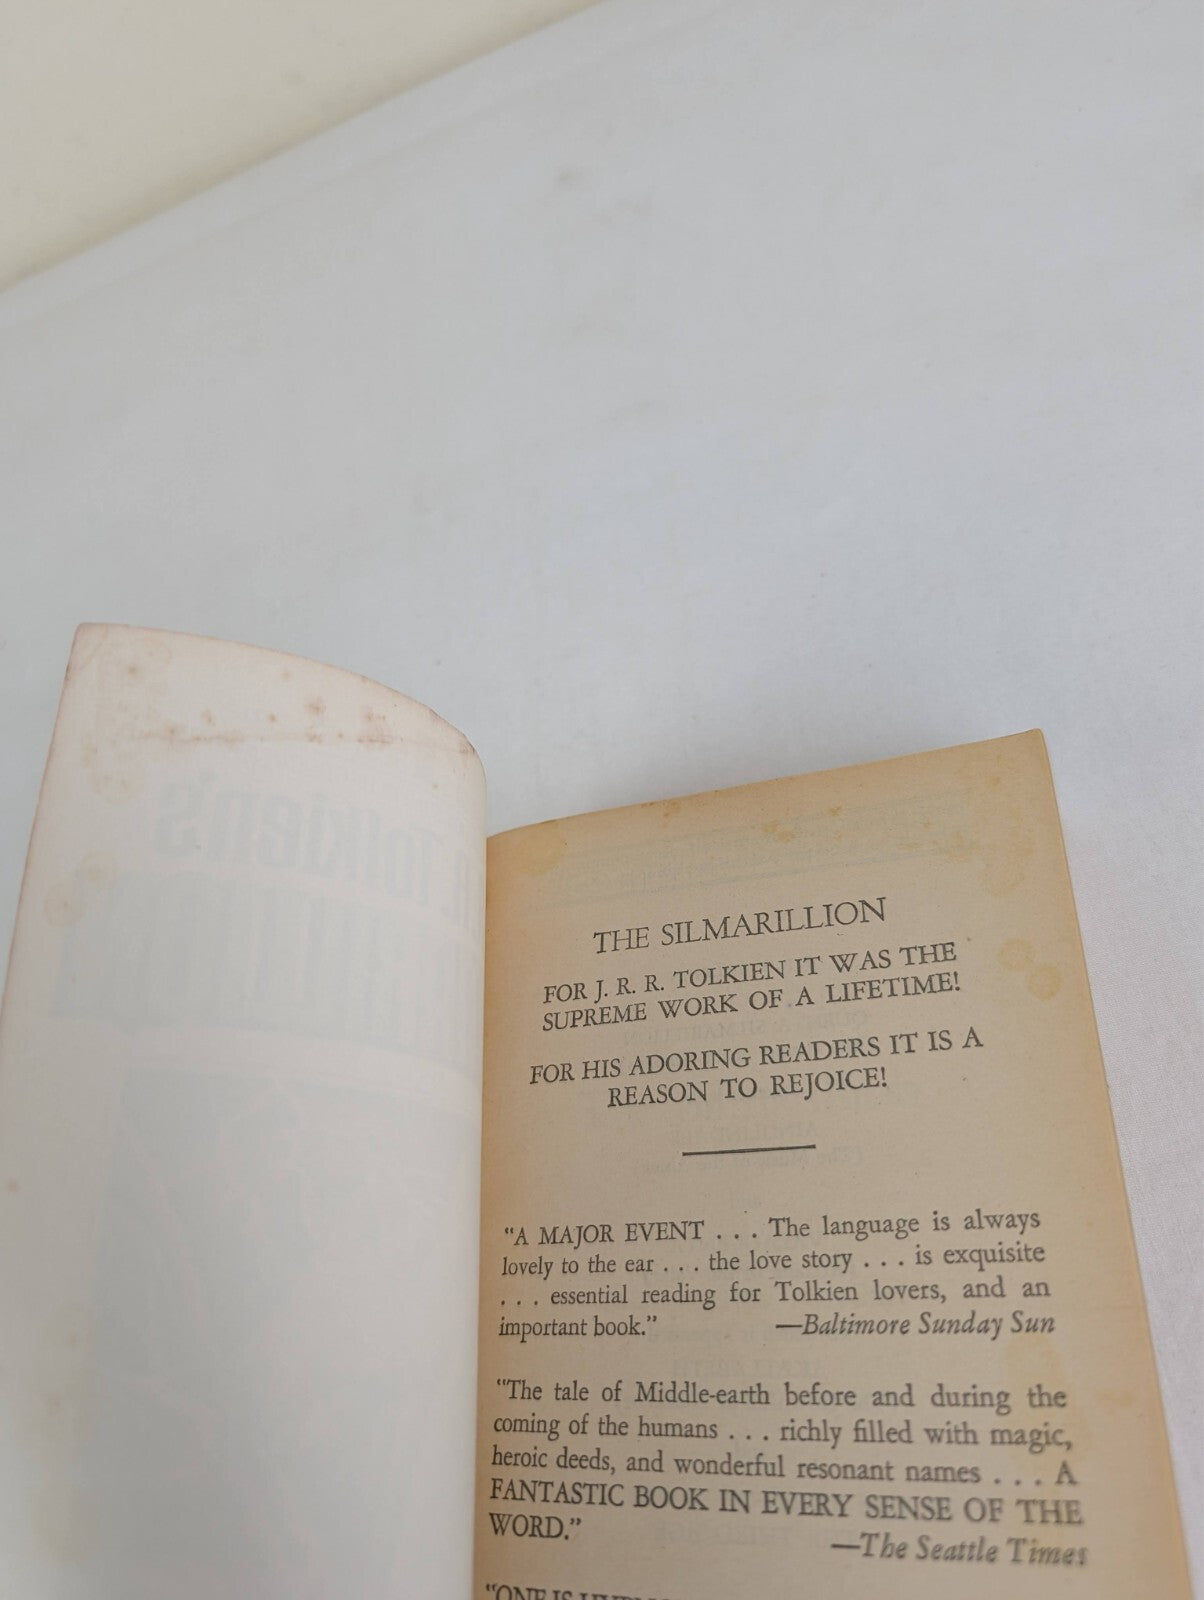 THE SILMARILLION
FOR J. R. R. TOLKIEN IT WAS THE
SUPREME WORK OF A LIFETIME!
FOR HIS ADORING READERS IT IS A
REASON TO REJOICE!
"A MAJOR EVENT . . . The language is always
lovely to the ear . . . the love story . . . is exquisite
. . . essential reading for Tolkien lovers, and an
important book." —Baltimore Sunday Sun
"The tale of Middle-earth before and during the
coming of the humans . . . richly filled with magic,
heroic deeds, and wonderful resonant names . . . A
FANTASTIC BOOK IN EVERY SENSE OF THE
WORD." —The Seattle Times
"ONE IS